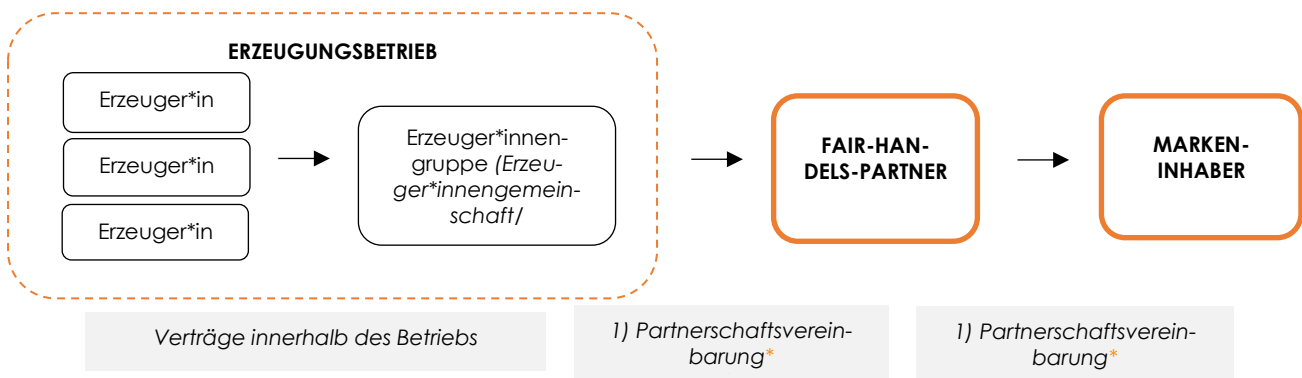 ERZEUGUNGSBETRIEB
Erzeuger*in
Erzeuger*in
Erzeuger*in
Erzeuger*innen-
gruppe (Erzeu-
ger*innengemein-
schaft/
FAIR-HAN-
DELS-PARTNER
MARKEN-
INHABER
Verträge innerhalb des Betriebs
1) Partnerschaftsverein-
barung*
1) Partnerschaftsverein-
barung*